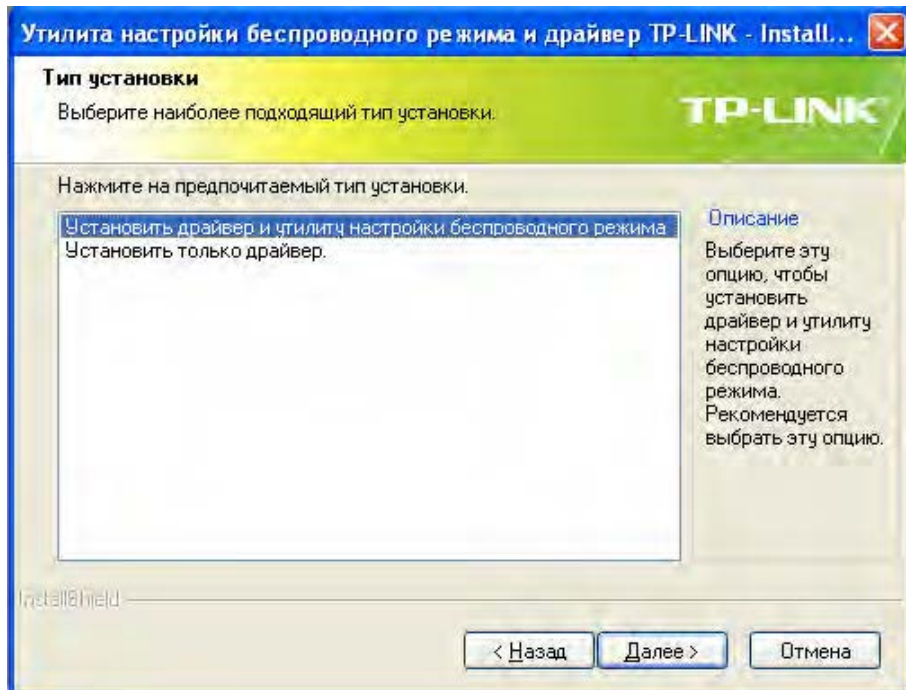 Утилита настройки беспроводного режима и драйвер TP-LINK - Install...
Тип установки
Выберите наиболее подходящий тип установки.
TP-LINK
Нажмите на предпочитаемый тип установки.
Установить драйвер и утилиту настройки беспроводного режима
Установить только драйвер.
Описание
Выберите эту
опцию, чтобы
установить
драйвер и утилиту
настройки
беспроводного
режима.
Рекомендуется
выбрать эту опцию.
InstallShield
< Назад
Далее >
Отмена